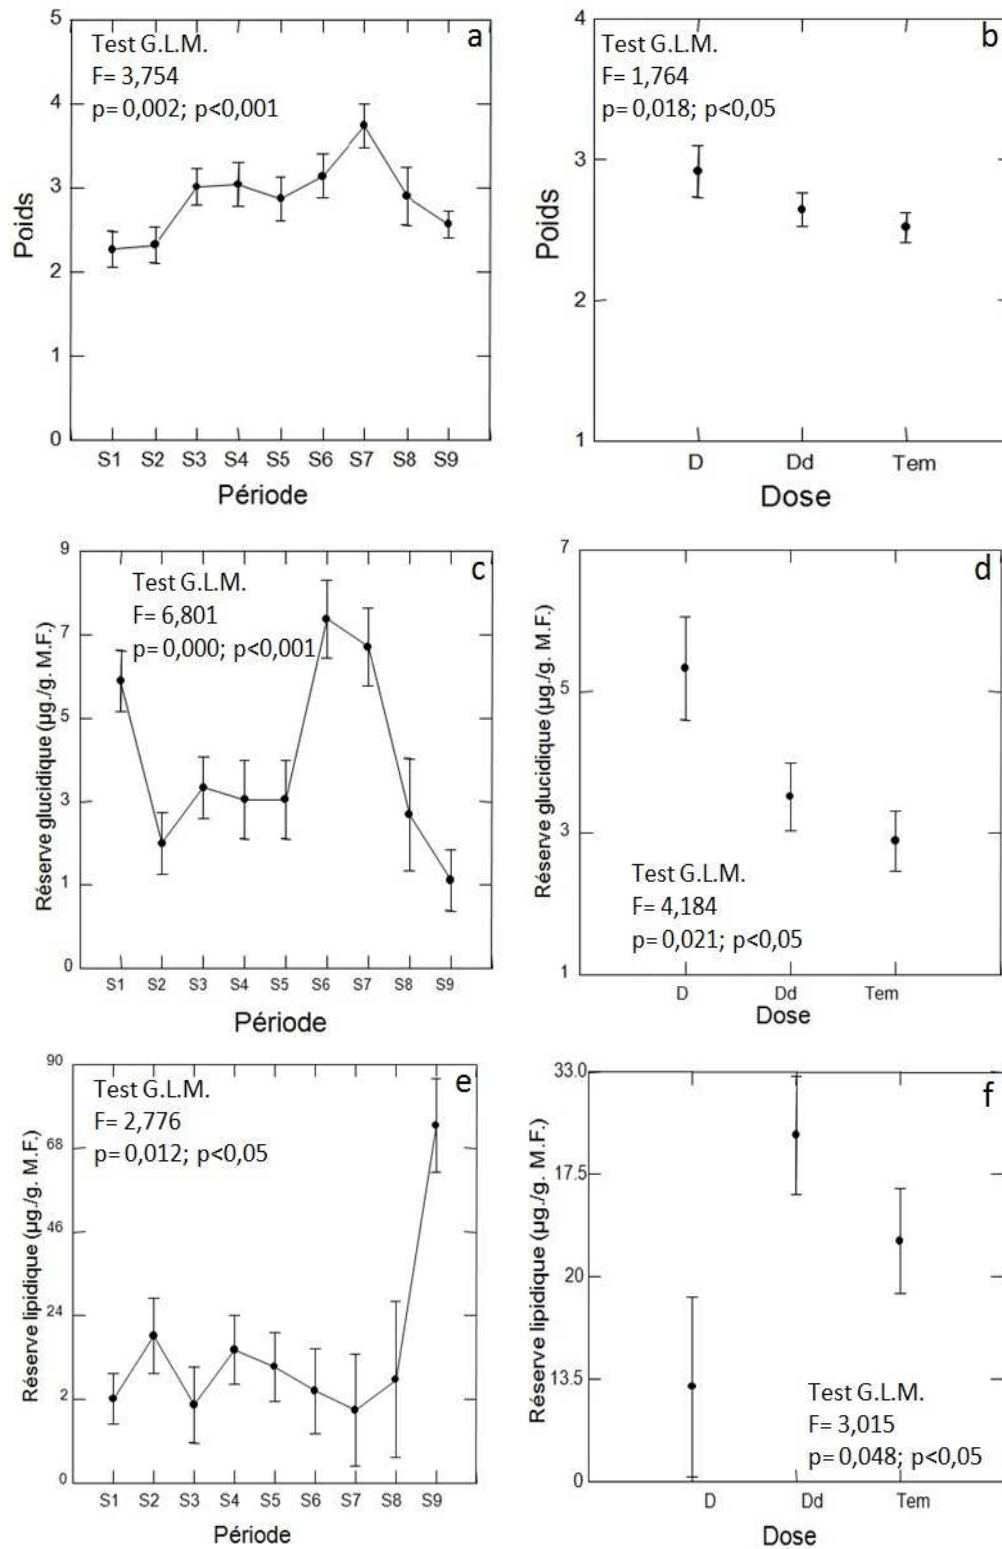 a
Test G.L.M.
F= 3,754
p= 0,002; p<0,001
Poids
5
4
3
2
1
0
S1 S2 S3 S4 S5 S6 S7 S8 S9
Période
b
Test G.L.M.
F= 1,764
p= 0,018; p<0,05
Poids
4
3
2
1
D Dd Tem
Dose
c
Test G.L.M.
F= 6,801
p= 0,000; p<0,001
Réserve glucidique (µg./g. M.F.)
9
7
5
3
1
0
S1 S2 S3 S4 S5 S6 S7 S8 S9
Période
d
Réserve glucidique (µg./g. M.F.)
7
5
3
1
Test G.L.M.
F= 4,184
p= 0,021; p<0,05
D Dd Tem
Dose
e
Test G.L.M.
F= 2,776
p= 0,012; p<0,05
Réserve lipidique (µg./g. M.F.)
90
68
46
24
2
0
S1 S2 S3 S4 S5 S6 S7 S8 S9
Période
f
Réserve lipidique (µg./g. M.F.)
33.0
17.5
20.
13.5
0
Test G.L.M.
F= 3,015
p= 0,048; p<0,05
D Dd Tem
Dose